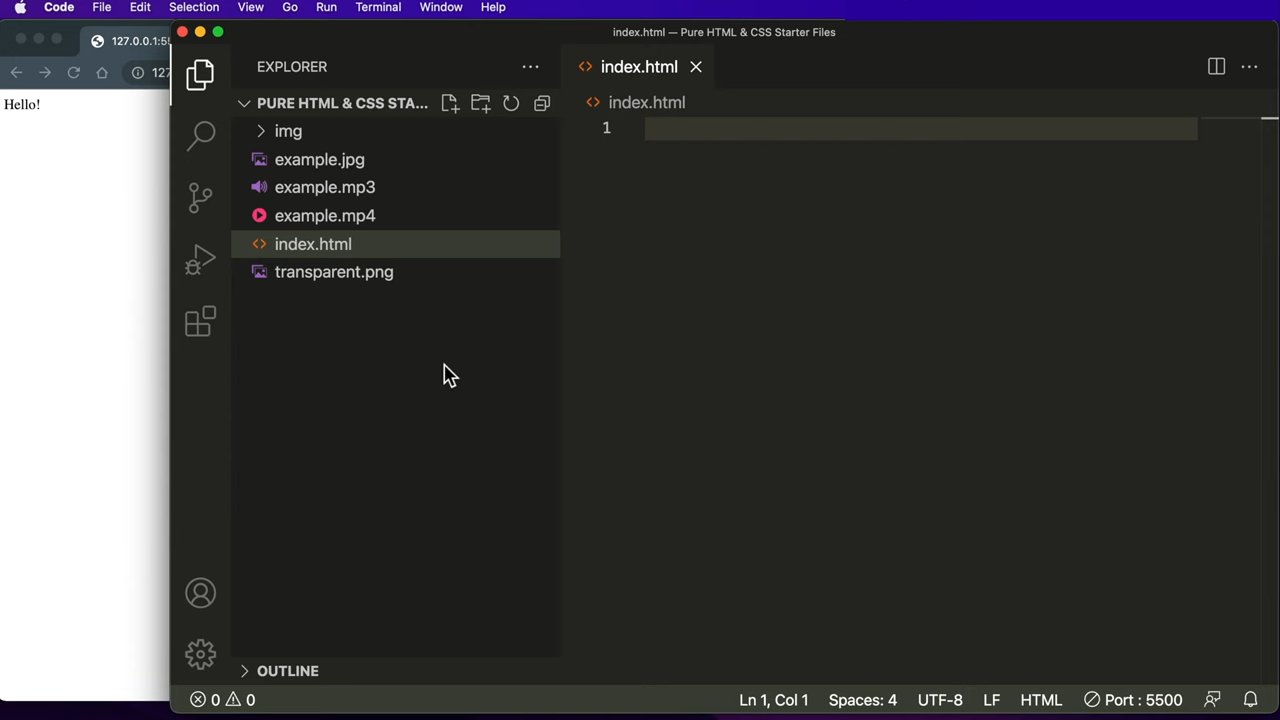 Code File Edit Selection View Go Run Terminal Window Help
index.html — Pure HTML & CSS Starter Files
127.0.0.1:5
127
Hello!
EXPLORER
PURE HTML & CSS STA...
img
example.jpg
example.mp3
example.mp4
index.html
transparent.png
OUTLINE
index.html
index.html
1
0 0
Ln 1, Col 1 Spaces: 4 UTF-8 LF HTML Port : 5500